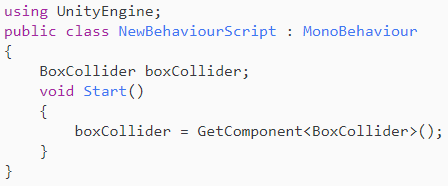 using UnityEngine;
public class NewBehaviourScript : MonoBehaviour
{
    BoxCollider boxCollider;
    void Start()
    {
        boxCollider = GetComponent<BoxCollider>();
    }
}